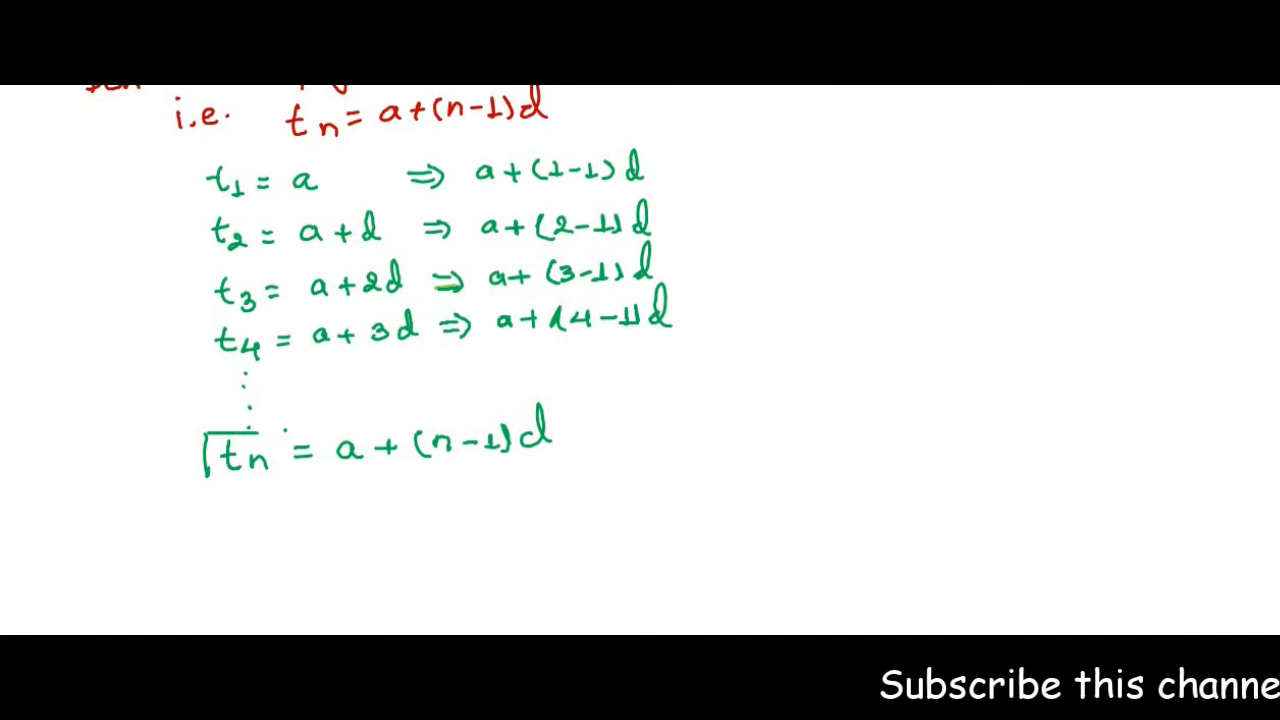 i.e. tn = a+(n-1)d
t1 = a ⇒ a+(1-1)d
t2 = a+d ⇒ a+(2-1)d
t3 = a+2d ⇒ a+(3-1)d
t4 = a+3d ⇒ a+(4-1)d
tn = a+(n-1)d
Subscribe this channe